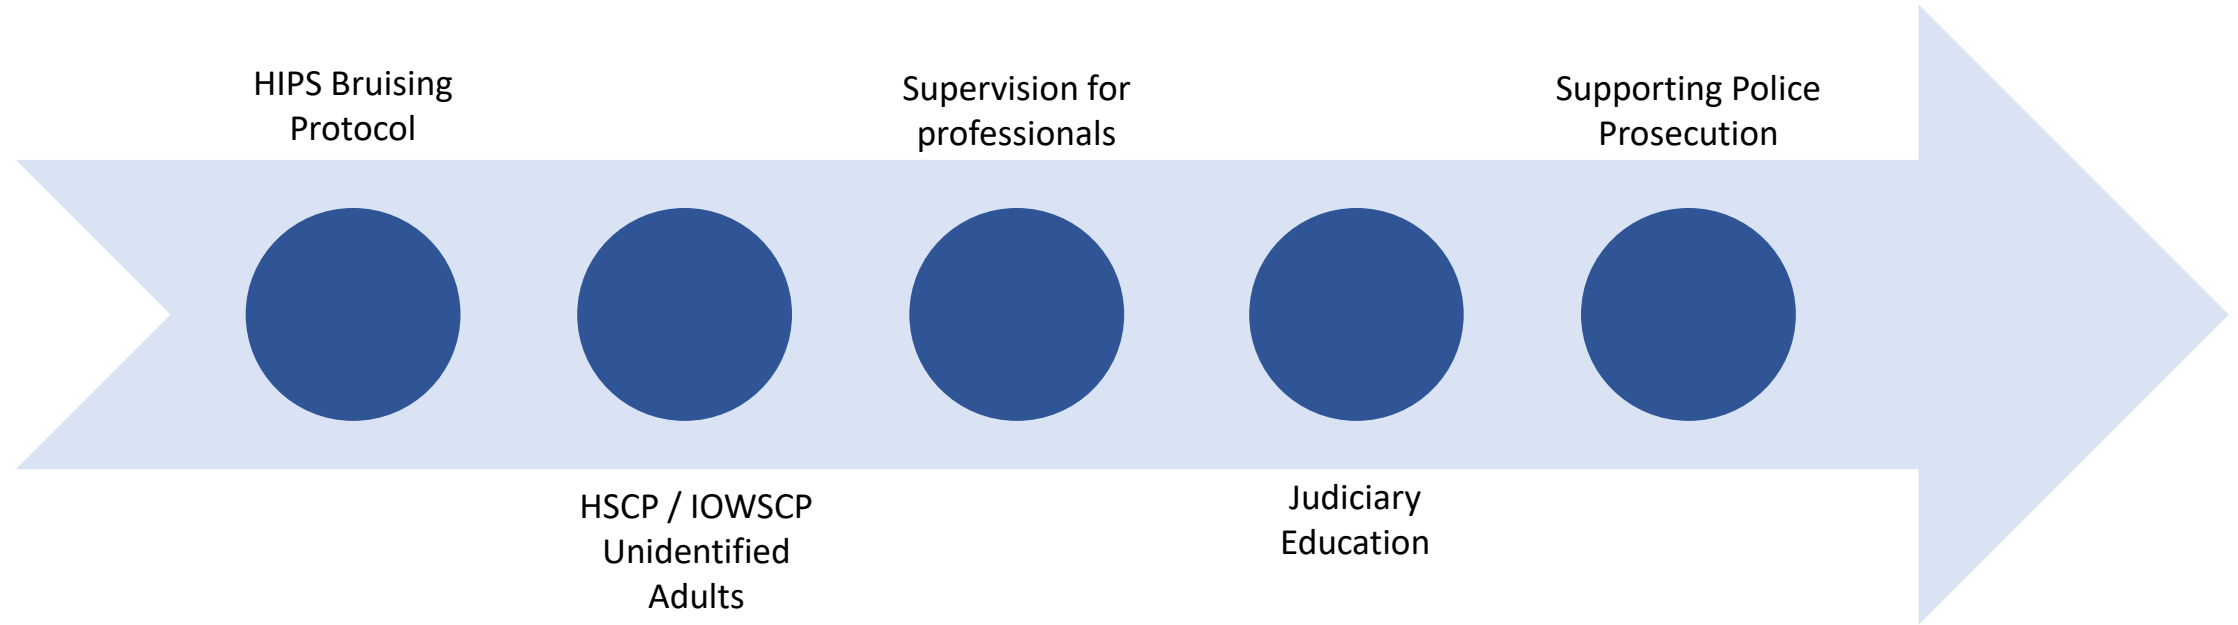 HIPS Bruising
Protocol
HSCP / IOWSCP
Unidentified
Adults
Supervision for
professionals
Judiciary
Education
Supporting Police
Prosecution